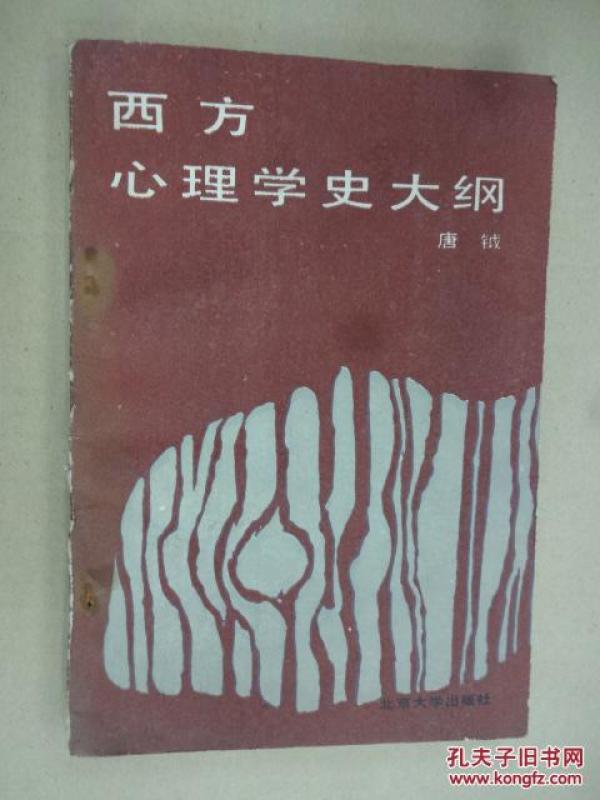 西方
心理学史大纲
唐钺
北京大学出版社
孔夫子旧书网
www.kongfz.com